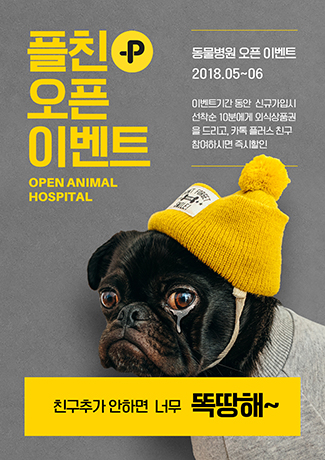 플친 +P
오픈
이벤트
OPEN ANIMAL
HOSPITAL
동물병원 오픈 이벤트
2018.05~06
이벤트기간 동안 신규가입시
선착순 10분에게 외식상품권
을 드리고, 카톡 플러스 친구
참여하시면 즉시할인
친구추가 안하면 너무 똑땅해~